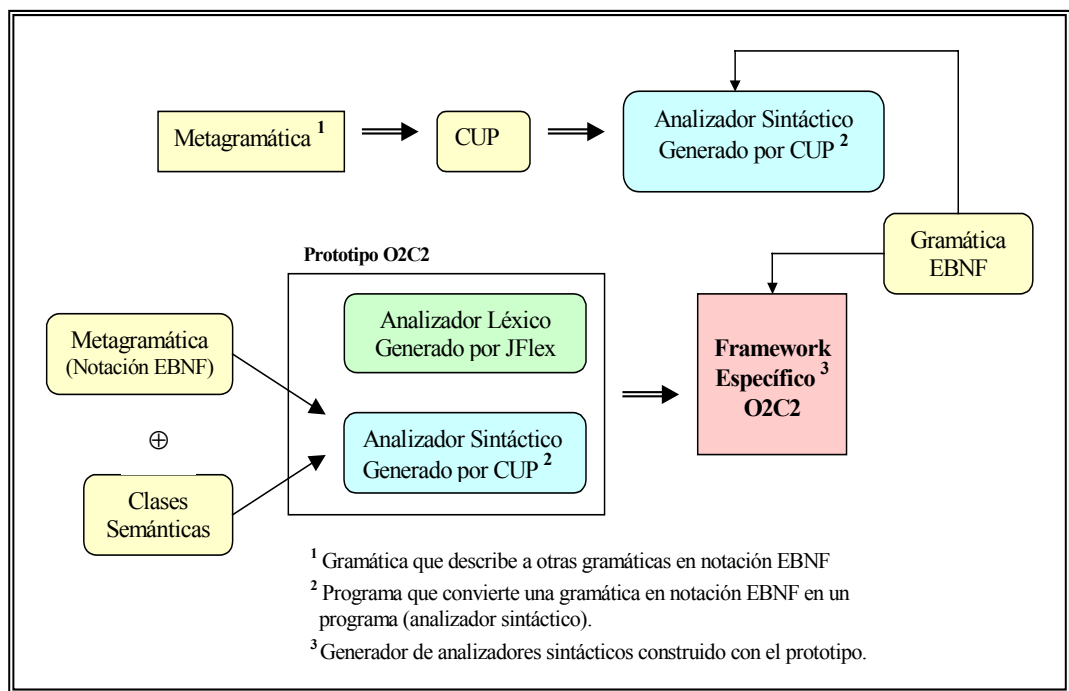 Metagramática ¹
CUP
Analizador Sintáctico
Generado por CUP ²
Gramática
EBNF
Prototipo O2C2
Metagramática
(Notación EBNF)
⊕
Clases
Semánticas
Analizador Léxico
Generado por JFlex
Analizador Sintáctico
Generado por CUP ²
Framework
Específico ³
O2C2
¹ Gramática que describe a otras gramáticas en notación EBNF
² Programa que convierte una gramática en notación EBNF en un
programa (analizador sintáctico).
³ Generador de analizadores sintácticos construido con el prototipo.